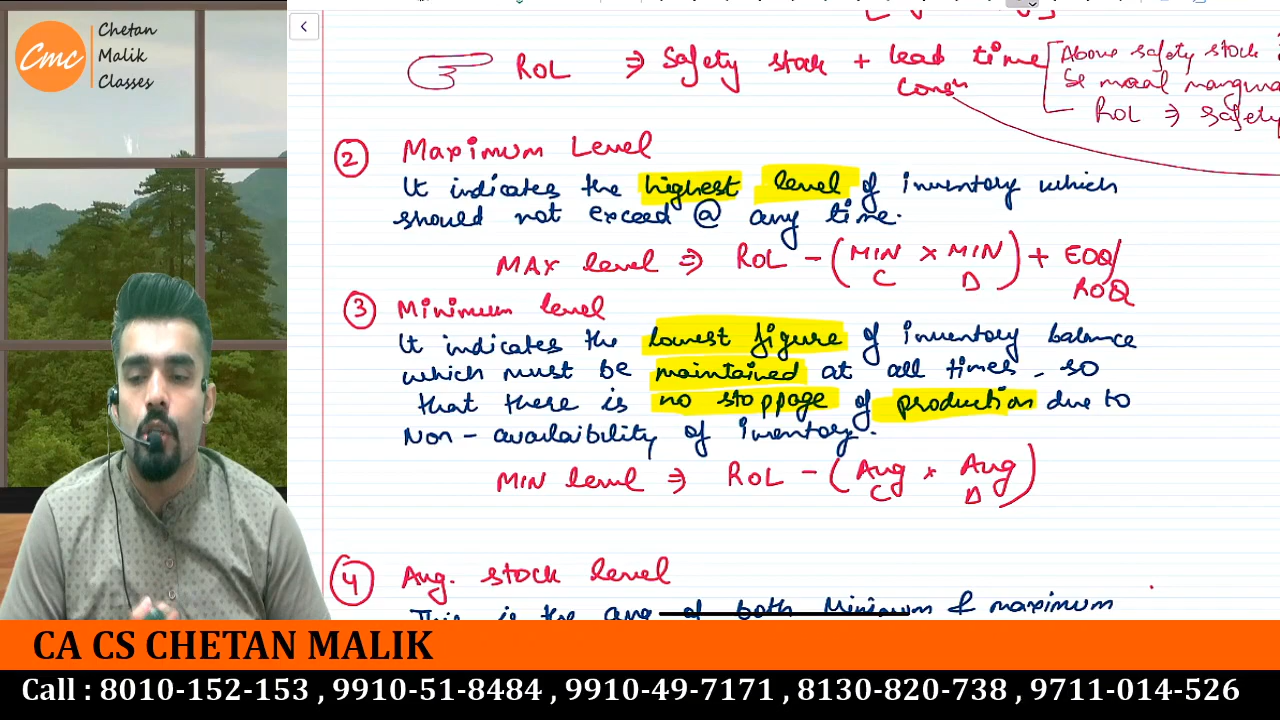 cmc
Chetan
Malik
Classes
ROL ⇒ Safety stock + lead time
Consn
Above safety stock
ROL ⇒ safety
② Maximum Level
It indicates the highest level of inventory which
should not exceed @ any time.
MAX level ⇒ ROL - (MIN C × MIN D) + EOQ/ROQ
③ Minimum level
It indicates the lowest figure of inventory balance
which must be maintained at all times, so
that there is no stoppage of production due to
Non-availaibility of inventory.
MIN level ⇒ ROL - (Avg C × Avg D)
④ Avg. stock level
This is the avg of both Minimum & maximum
CA CS CHETAN MALIK
Call : 8010-152-153 , 9910-51-8484 , 9910-49-7171 , 8130-820-738 , 9711-014-526